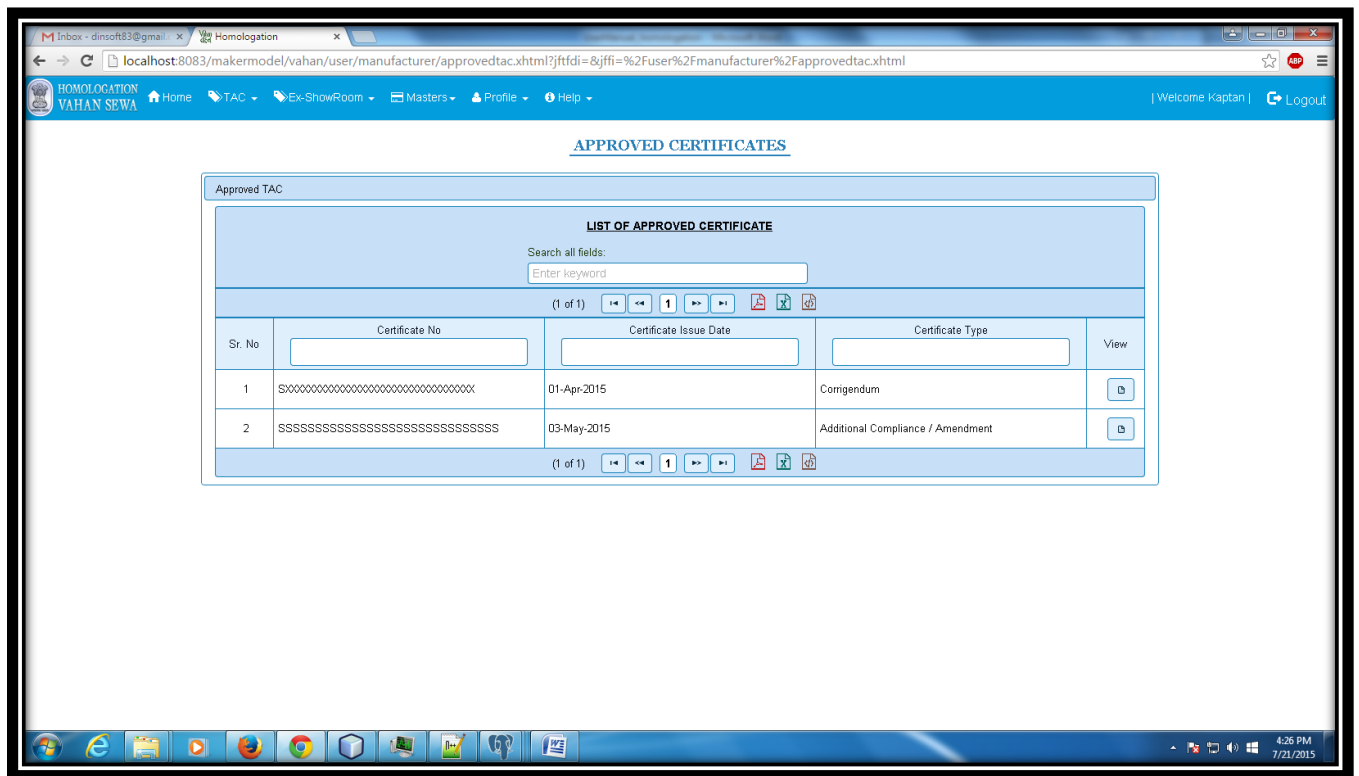 Inbox - dinsoft83@gmail. Homologation
localhost:8083/makermodel/vahan/user/manufacturer/approvedtac.xhtml?jftfdi=&jffi=%2Fuser%2Fmanufacturer%2Fapprovedtac.xhtml ABP
HOMOLOGATION
VAHAN SEWA Home TAC Ex-ShowRoom Masters Profile Help | Welcome Kaptan | Logout
APPROVED CERTIFICATES
Approved TAC
LIST OF APPROVED CERTIFICATE
Search all fields:
Enter keyword
(1 of 1) 1
Sr. No Certificate No Certificate Issue Date Certificate Type View
1 01-Apr-2015 Corrigendum
2 03-May-2015 Additional Compliance / Amendment
(1 of 1) 1
4:26 PM
7/21/2015